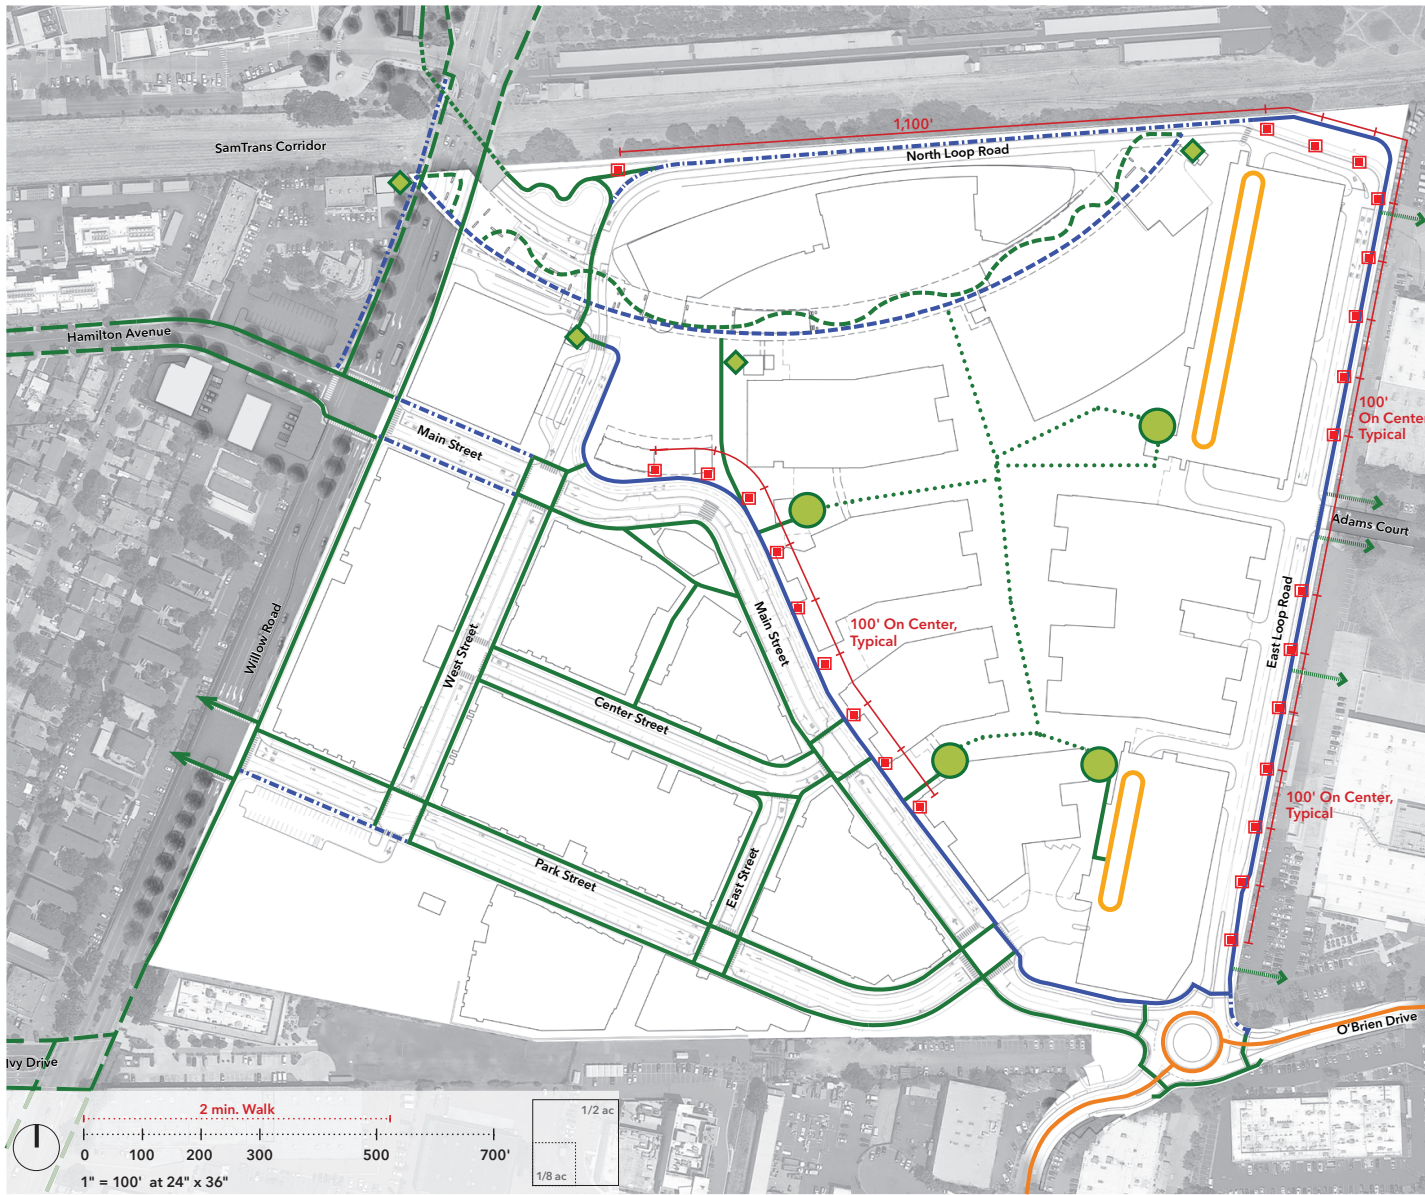 1,100'
SamTrans Corridor
North Loop Road
Hamilton Avenue
Main Street
100'
On Center
Typical
Adams Court
Willow Road
West Street
Main Street
East Loop Road
100' On Center,
Typical
Center Street
100' On Center,
Typical
Park Street
East Street
O'Brien Drive
Ivy Drive
2 min. Walk
0 100 200 300 500 700'
1" = 100' at 24" x 36"
1/2 ac
1/8 ac